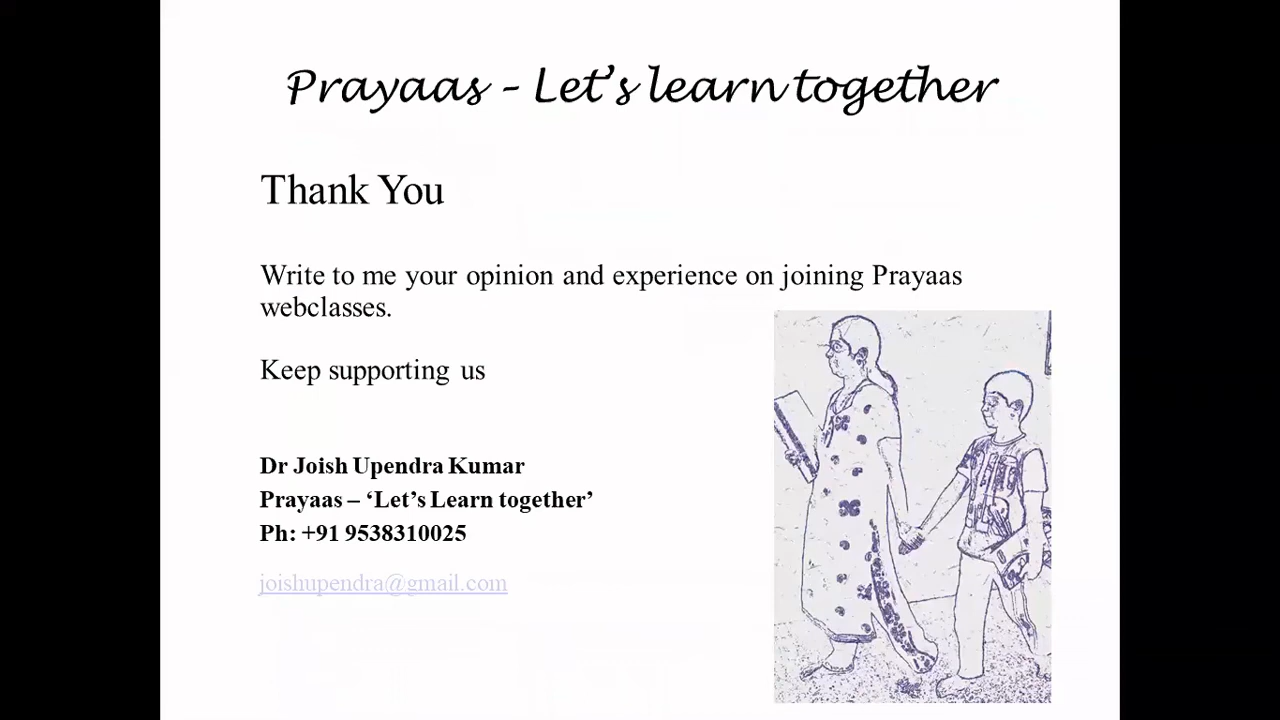 Prayaas – Let's learn together
Thank You
Write to me your opinion and experience on joining Prayaas
webclasses.
Keep supporting us
Dr Joish Upendra Kumar
Prayaas – ‘Let’s Learn together’
Ph: +91 9538310025
joishupendra@gmail.com